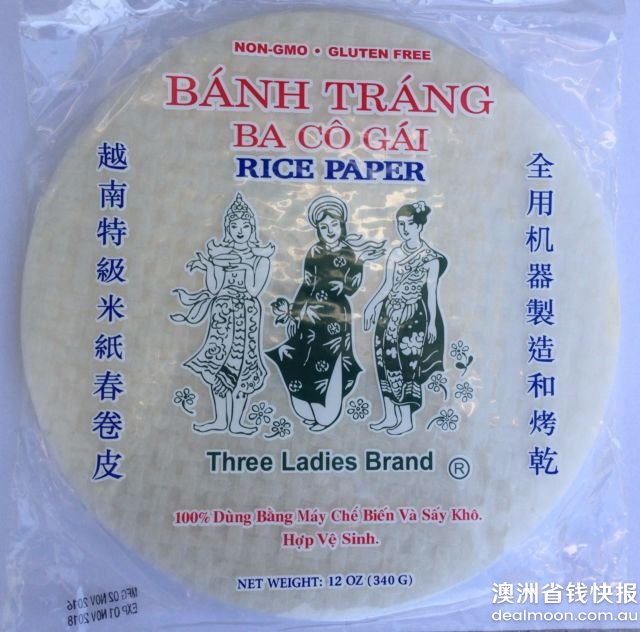 NON-GMO • GLUTEN FREE
BÁNH TRÁNG
BA CÔ GÁI
RICE PAPER
越南特級米紙春卷皮
全用机器製造和烤乾
Three Ladies Brand ®
100% Dùng Bằng Máy Chế Biến Và Sấy Khô.
Hợp Vệ Sinh.
NET WEIGHT: 12 OZ (340 G)
MFG 02 NOV 2016
EXP 01 NOV 2018
澳洲省钱快报
dealmoon.com.au